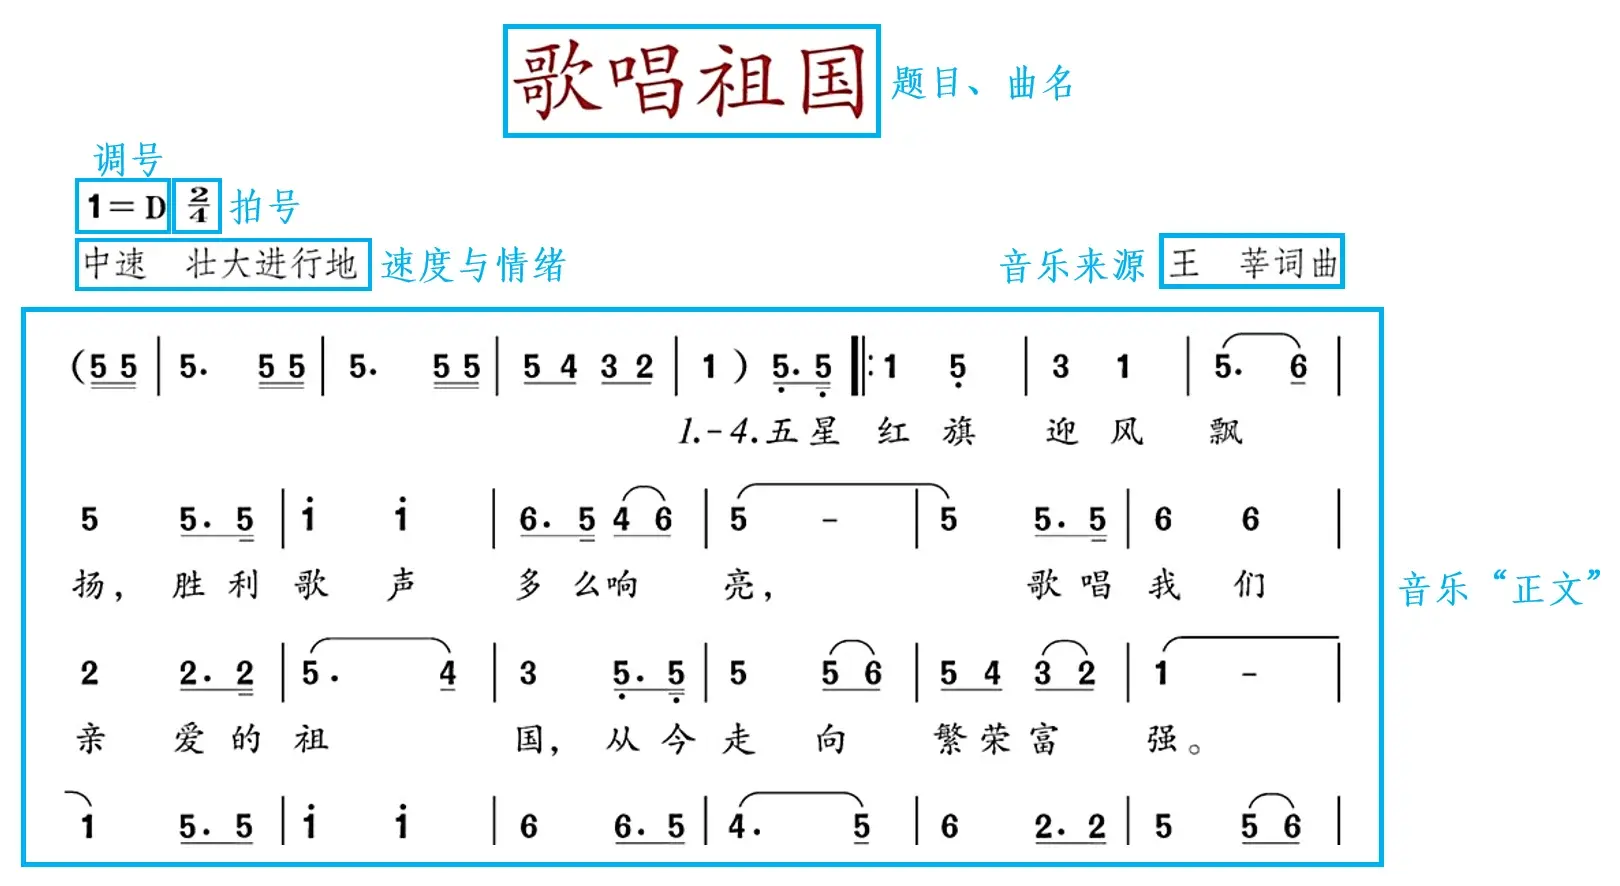 歌唱祖国 题目、曲名
调号
1=D 2/4 拍号
中速 壮大进行地 速度与情绪 音乐来源 王 莘词曲
(5 5 | 5. 5 5 | 5. 5 5 | 5 4 3 2 | 1 ) 5. 5 ‖: 1 5 | 3 1 | 5. 6 |
1.-4.五星 红 旗 迎 风 飘
5 5. 5 | 1 1 | 6. 5 4 6 | 5 - | 5 5. 5 | 6 6 |
扬, 胜 利 歌 声 多 么 响 亮, 歌 唱 我 们
音乐“正文”
2 2. 2 | 5. 4 | 3 5. 5 | 5 5 6 | 5 4 3 2 | 1 - |
亲 爱 的 祖 国, 从 今 走 向 繁 荣 富 强。
1 5. 5 | 1 1 | 6 6. 5 | 4. 5 | 6 2. 2 | 5 5 6 |